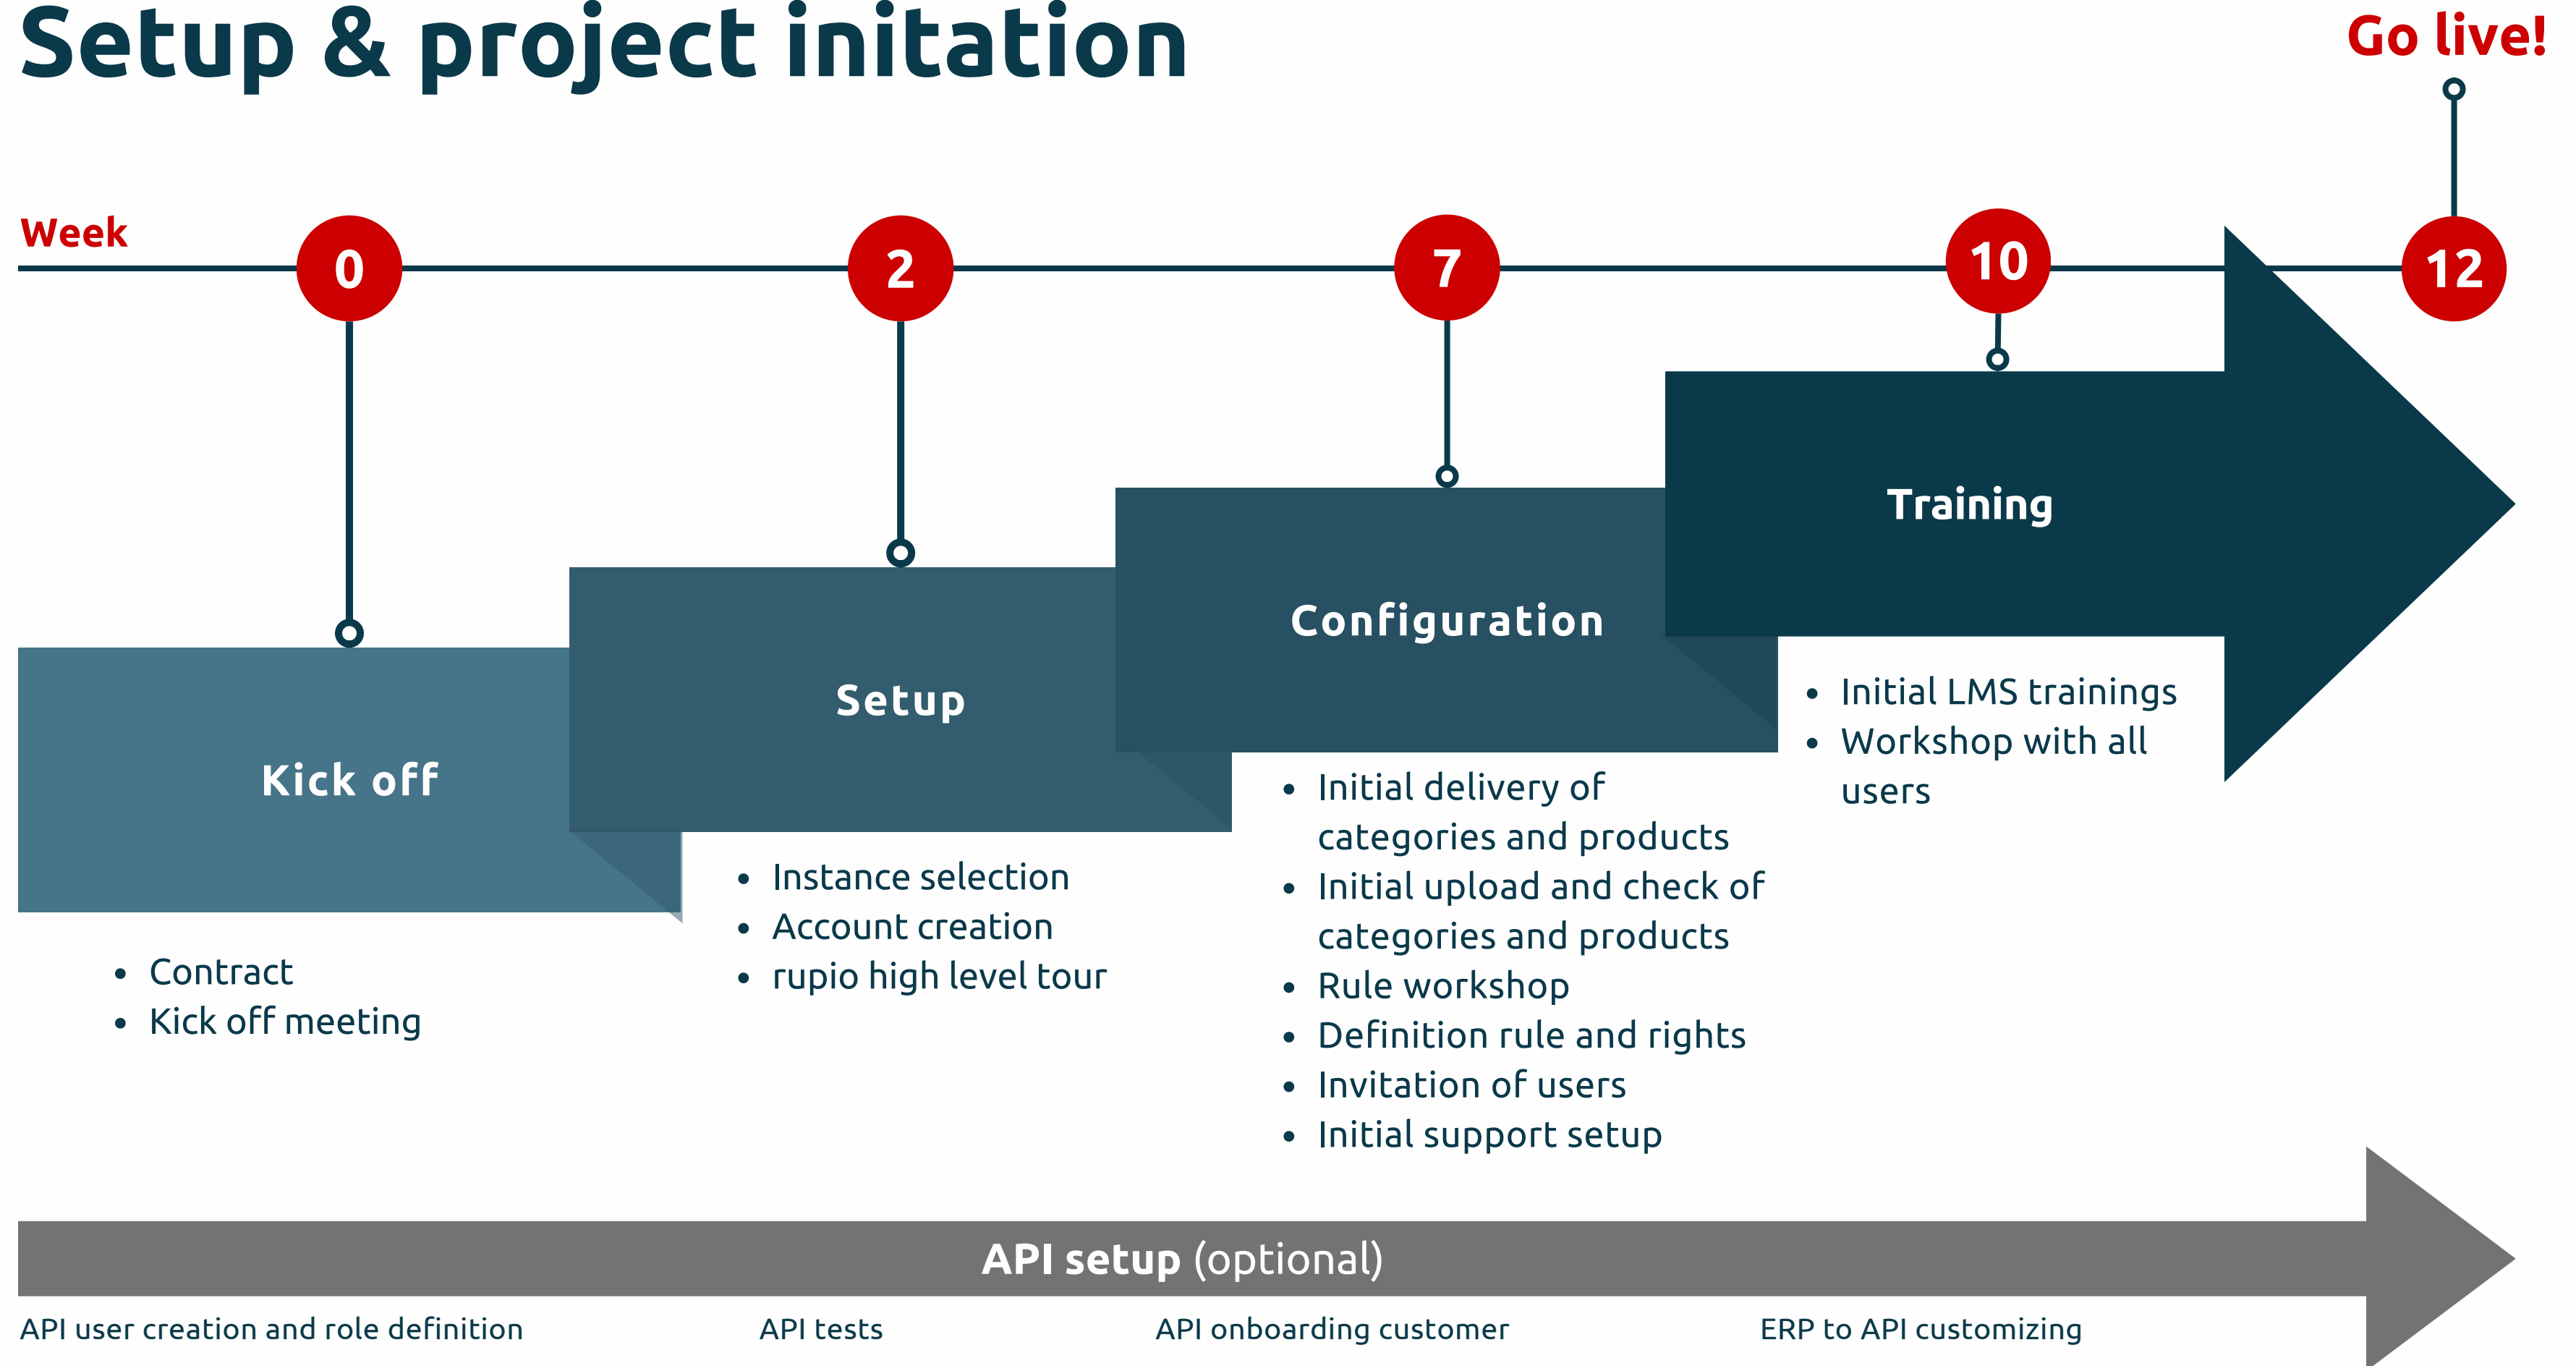 Setup & project initation
Go live!
Week
0
2
7
10
12
Kick off
Setup
Configuration
Training
• Contract
• Kick off meeting
• Instance selection
• Account creation
• rupio high level tour
• Initial delivery of
categories and products
• Initial upload and check of
categories and products
• Rule workshop
• Definition rule and rights
• Invitation of users
• Initial support setup
• Initial LMS trainings
• Workshop with all
users
API setup (optional)
API user creation and role definition
API tests
API onboarding customer
ERP to API customizing